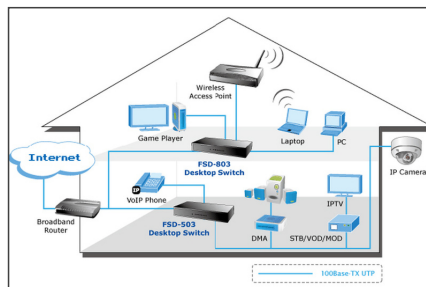 Wireless
Access Point
Game Player
Laptop
PC
FSD-803
Desktop Switch
Internet
IP Camera
IP
VoIP Phone
IPTV
Broadband
Router
FSD-503
Desktop Switch
DMA
STB/VOD/MOD
100Base-TX UTP